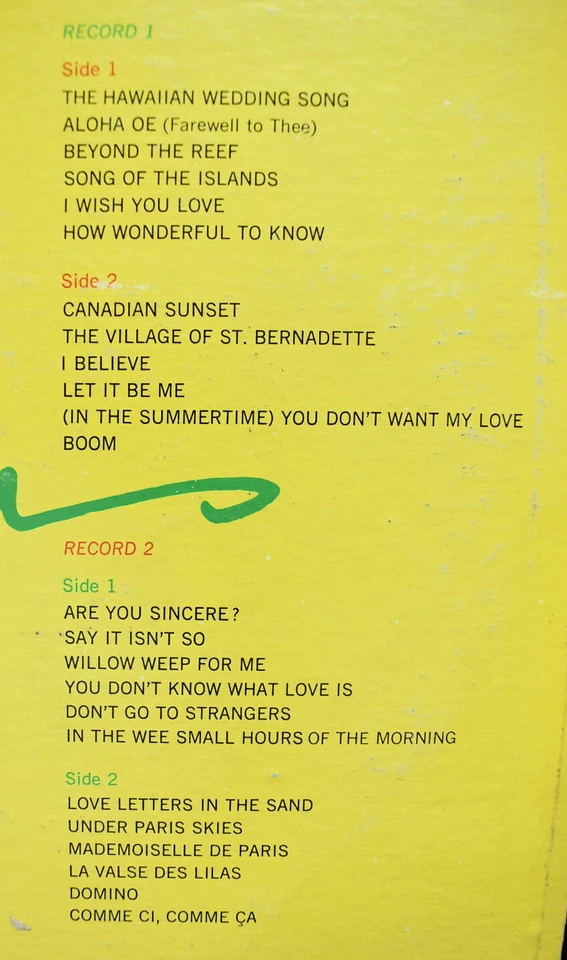 RECORD 1
Side 1
THE HAWAIIAN WEDDING SONG
ALOHA OE (Farewell to Thee)
BEYOND THE REEF
SONG OF THE ISLANDS
I WISH YOU LOVE
HOW WONDERFUL TO KNOW
Side 2
CANADIAN SUNSET
THE VILLAGE OF ST. BERNADETTE
I BELIEVE
LET IT BE ME
(IN THE SUMMERTIME) YOU DON'T WANT MY LOVE
BOOM
RECORD 2
Side 1
ARE YOU SINCERE?
SAY IT ISN'T SO
WILLOW WEEP FOR ME
YOU DON'T KNOW WHAT LOVE IS
DON'T GO TO STRANGERS
IN THE WEE SMALL HOURS OF THE MORNING
Side 2
LOVE LETTERS IN THE SAND
UNDER PARIS SKIES
MADEMOISELLE DE PARIS
LA VALSE DES LILAS
DOMINO
COMME CI, COMME ÇA